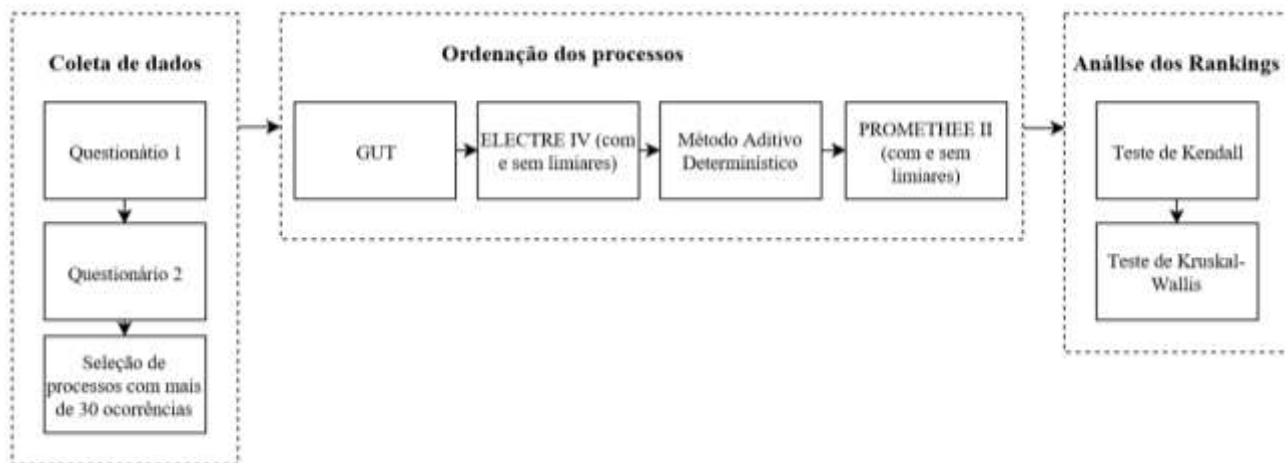 Coleta de dados
Questionátio 1
Questionário 2
Seleção de
processos com mais
de 30 ocorrências
Ordenação dos processos
GUT
ELECTRE IV (com
e sem limiares)
Método Aditivo
Determinístico
PROMETHEE II
(com e sem
limiares)
Análise dos Rankings
Teste de Kendall
Teste de Kruskal-
Wallis